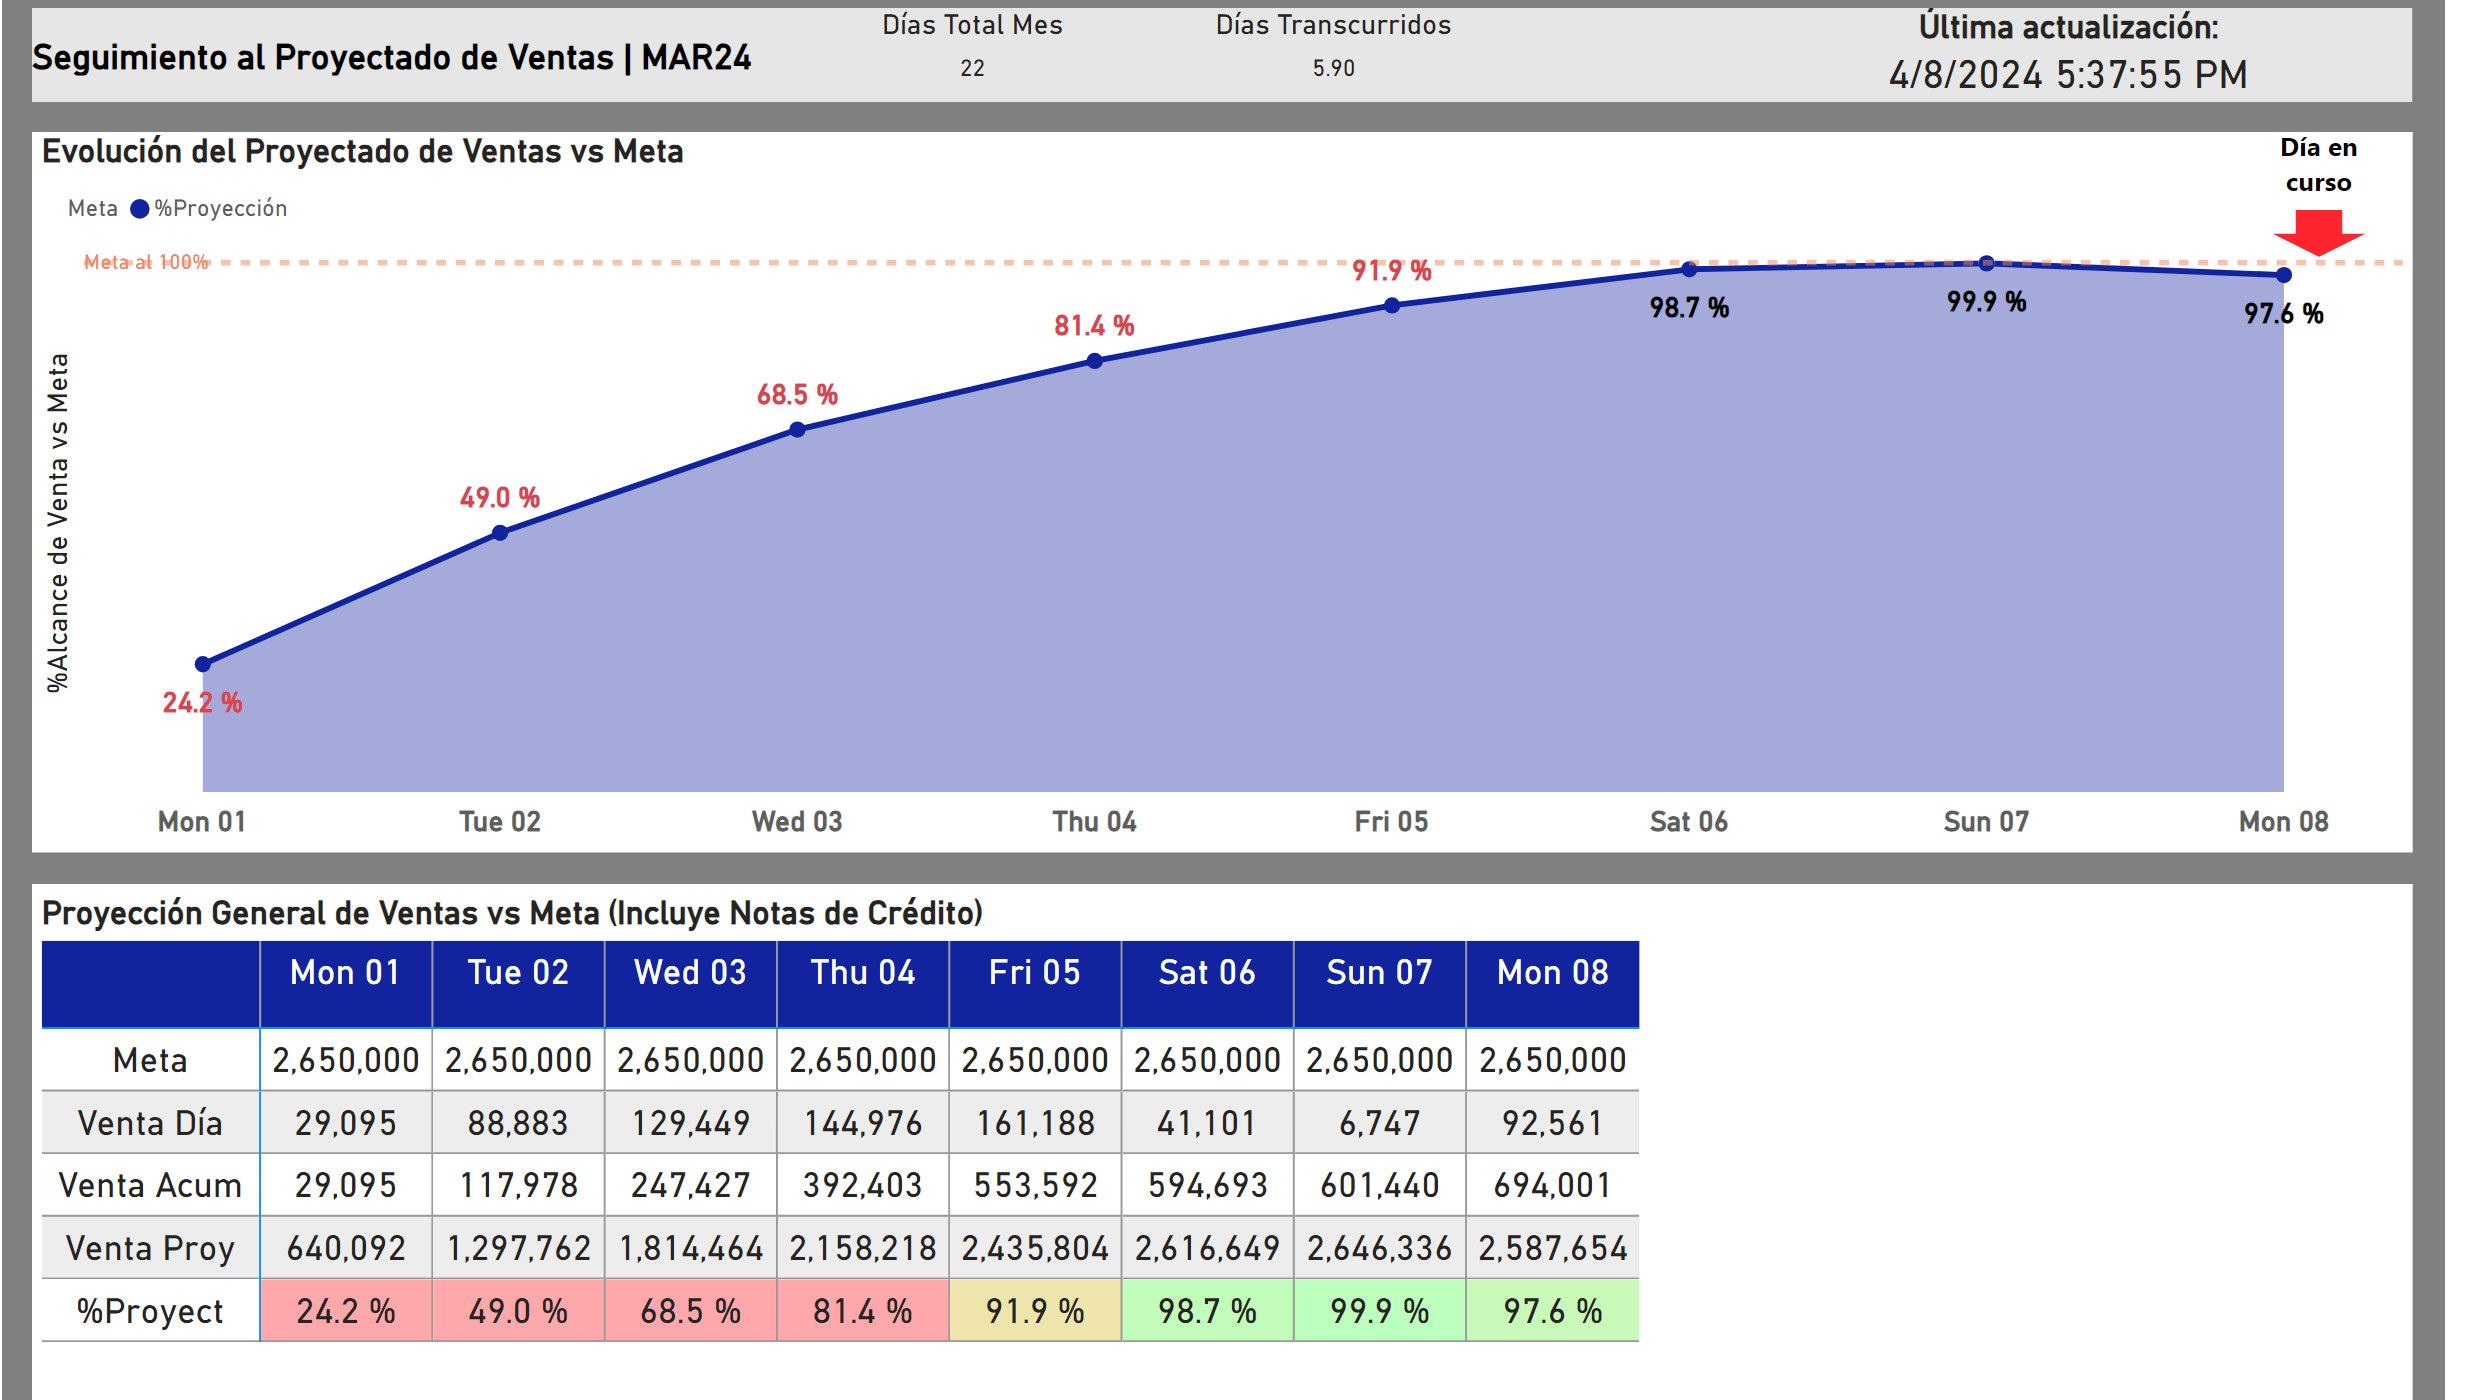 Seguimiento al Proyectado de Ventas | MAR24
Días Total Mes
22
Días Transcurridos
5.90
Última actualización:
4/8/2024 5:37:55 PM
Evolución del Proyectado de Ventas vs Meta
Día en
curso
Meta %Proyección
Meta al 100%
%Alcance de Venta vs Meta
24.2 %
49.0 %
68.5 %
81.4 %
91.9 %
98.7 %
99.9 %
97.6 %
Mon 01 Tue 02 Wed 03 Thu 04 Fri 05 Sat 06 Sun 07 Mon 08
Proyección General de Ventas vs Meta (Incluye Notas de Crédito)
Mon 01 Tue 02 Wed 03 Thu 04 Fri 05 Sat 06 Sun 07 Mon 08
Meta 2,650,000 2,650,000 2,650,000 2,650,000 2,650,000 2,650,000 2,650,000 2,650,000
Venta Día 29,095 88,883 129,449 144,976 161,188 41,101 6,747 92,561
Venta Acum 29,095 117,978 247,427 392,403 553,592 594,693 601,440 694,001
Venta Proy 640,092 1,297,762 1,814,464 2,158,218 2,435,804 2,616,649 2,646,336 2,587,654
%Proyect 24.2 % 49.0 % 68.5 % 81.4 % 91.9 % 98.7 % 99.9 % 97.6 %